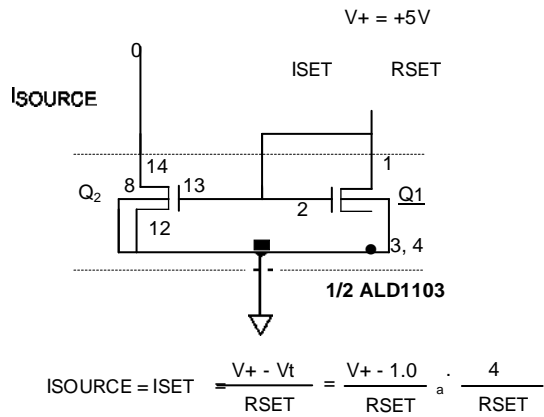 V+ = +5V
0
ISET RSET
ISOURCE
14
1
8
13
Q2
2
Q1
12
3, 4
1/2 ALD1103
ISOURCE = ISET = V+ - Vt / RSET = V+ - 1.0 / RSET a . 4 / RSET